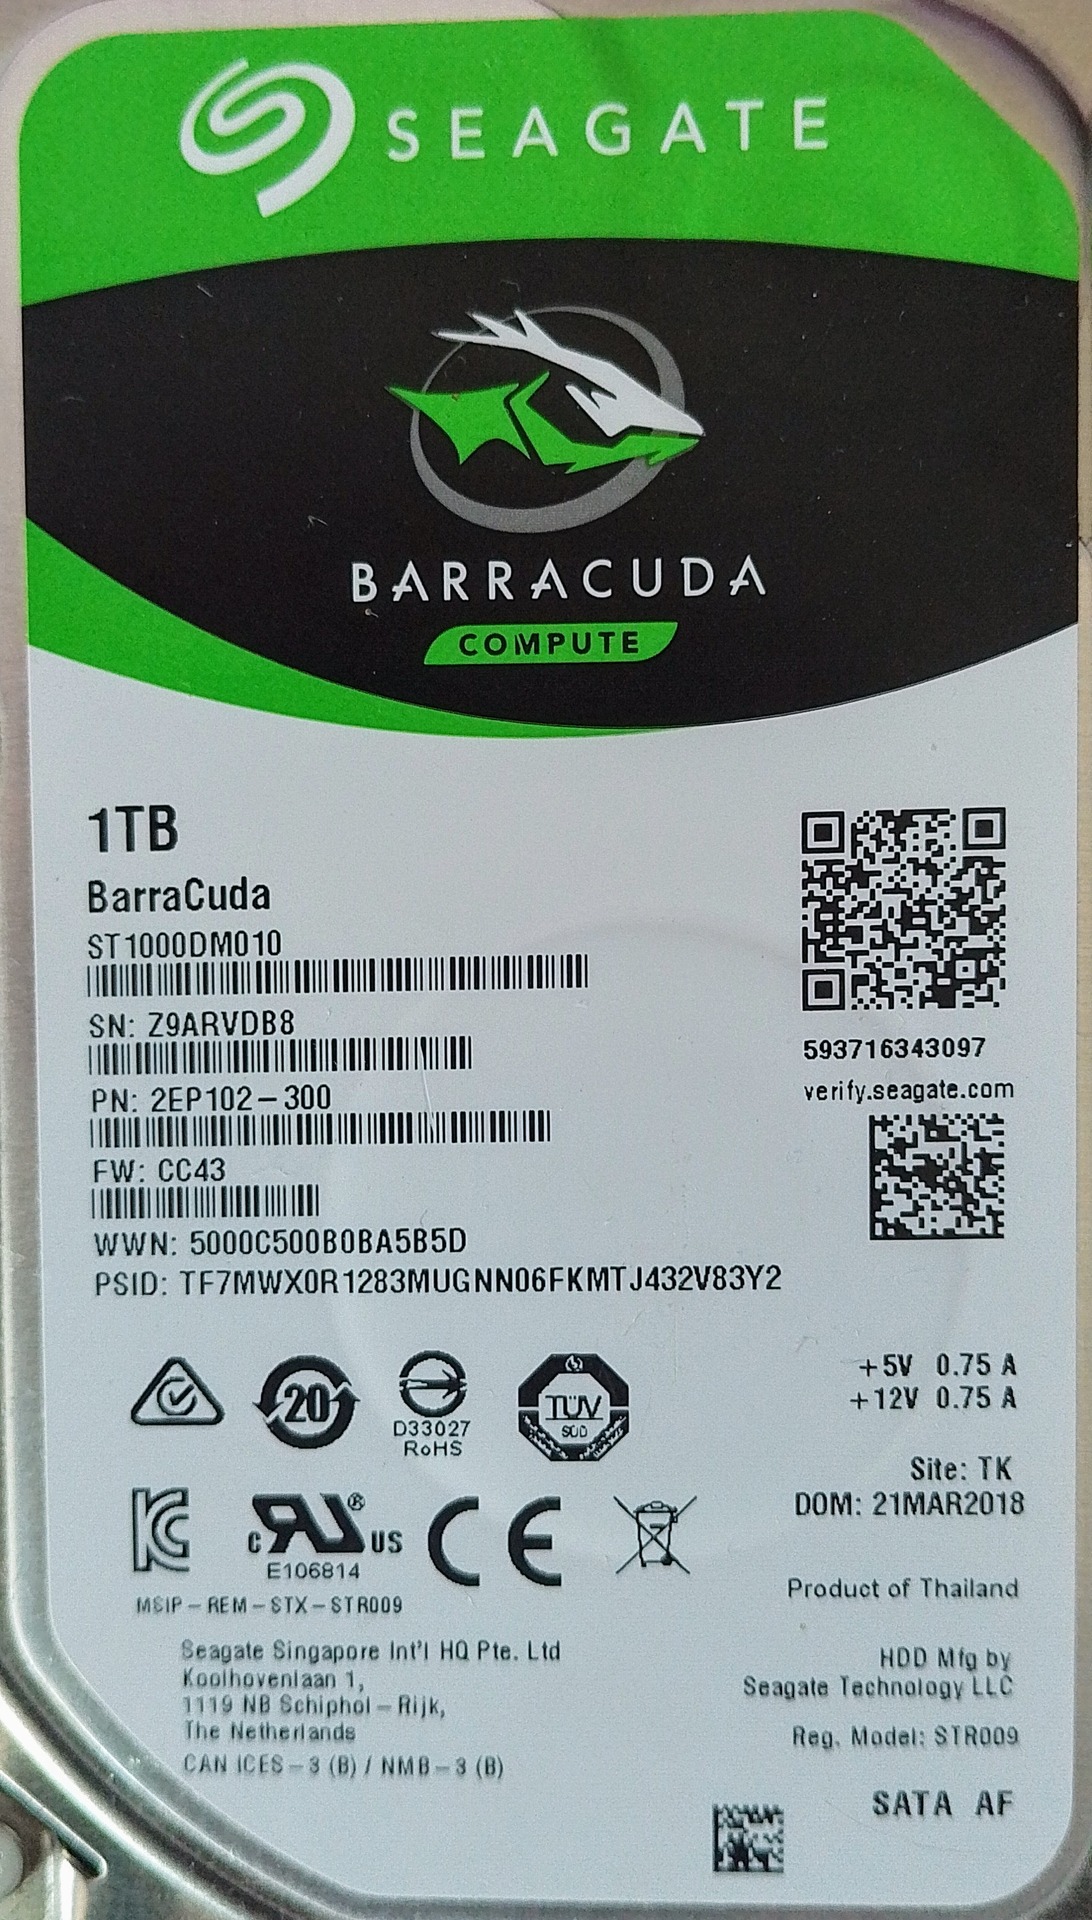 SEAGATE
BARRACUDA
COMPUTE
1TB
BarraCuda
ST1000DM010
SN: Z9ARVDB8
PN: 2EP102-300
FW: CC43
WWN: 5000C500B0BA5B5D
PSID: TF7MWX0R1283MUGNN06FKMTJ432V83Y2
593716343097
verify.seagate.com
20
D33027
RoHS
TÜV
SÜD
+5V 0.75 A
+12V 0.75 A
Site: TK
DOM: 21MAR2018
c RU® US
E106814
CE
MSIP-REM-STX-STR009
Product of Thailand
Seagate Singapore Int'l HQ Pte. Ltd
Koolhovenlaan 1,
1119 NB Schiphol-Rijk,
The Netherlands
CAN ICES-3 (B) / NMB-3 (B)
HDD Mfg by
Seagate Technology LLC
Reg. Model: STR009
SATA AF